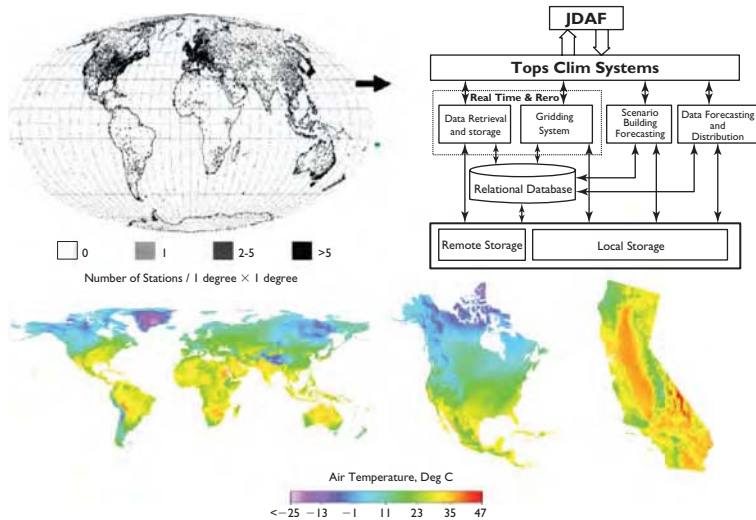 JDAF
Tops Clim Systems
Real Time & Rero
Data Retrieval
and storage
Gridding
System
Scenario
Building
Forecasting
Data Forecasting
and
Distribution
Relational Database
Remote Storage
Local Storage
0
1
2-5
>5
Number of Stations / 1 degree × 1 degree
Air Temperature, Deg C
<−25 −13 −1 11 23 35 47